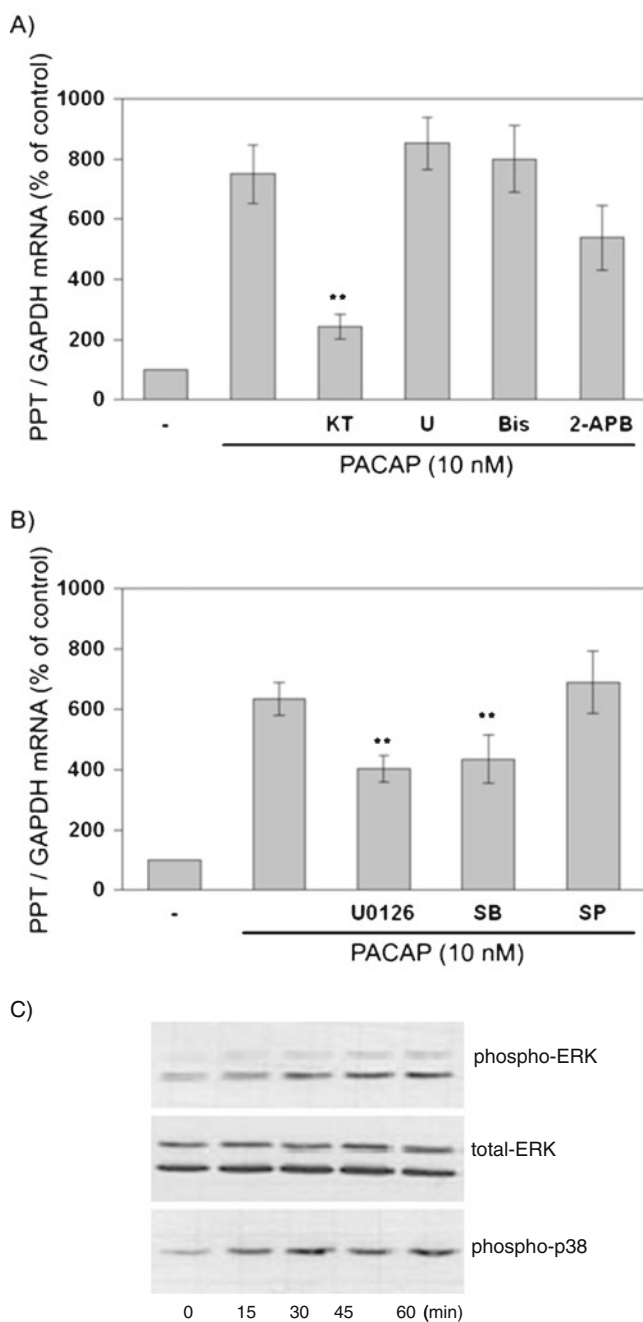 A)
PPT / GAPDH mRNA (% of control)
1000
800
600
400
200
0
** 
- KT U Bis 2-APB
PACAP (10 nM)
B)
PPT / GAPDH mRNA (% of control)
1000
800
600
400
200
0
** **
- U0126 SB SP
PACAP (10 nM)
C)
phospho-ERK
total-ERK
phospho-p38
0 15 30 45 60 (min)